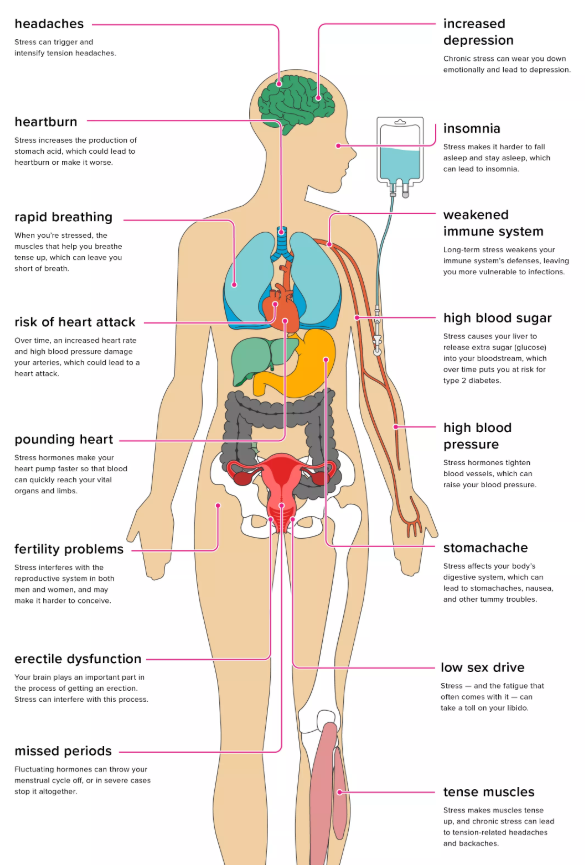 headaches
Stress can trigger and
intensify tension headaches.
increased
depression
Chronic stress can wear you down
emotionally and lead to depression.
heartburn
Stress increases the production of
stomach acid, which could lead to
heartburn or make it worse.
insomnia
Stress makes it harder to fall
asleep and stay asleep, which
can lead to insomnia.
rapid breathing
When you're stressed, the
muscles that help you breathe
tense up, which can leave you
short of breath.
weakened
immune system
Long-term stress weakens your
immune system's defenses, leaving
you more vulnerable to infections.
risk of heart attack
Over time, an increased heart rate
and high blood pressure damage
your arteries, which could lead to a
heart attack.
high blood sugar
Stress causes your liver to
release extra sugar (glucose)
into your bloodstream, which
over time puts you at risk for
type 2 diabetes.
pounding heart
Stress hormones make your
heart pump faster so that blood
can quickly reach your vital
organs and limbs.
high blood
pressure
Stress hormones tighten
blood vessels, which can
raise your blood pressure.
fertility problems
Stress interferes with the
reproductive system in both
men and women, and may
make it harder to conceive.
stomachache
Stress affects your body's
digestive system, which can
lead to stomachaches, nausea,
and other tummy troubles.
erectile dysfunction
Your brain plays an important part in
the process of getting an erection.
Stress can interfere with this process.
low sex drive
Stress — and the fatigue that
often comes with it — can
take a toll on your libido.
missed periods
Fluctuating hormones can throw your
menstrual cycle off, or in severe cases
stop it altogether.
tense muscles
Stress makes muscles tense
up, and chronic stress can lead
to tension-related headaches
and backaches.